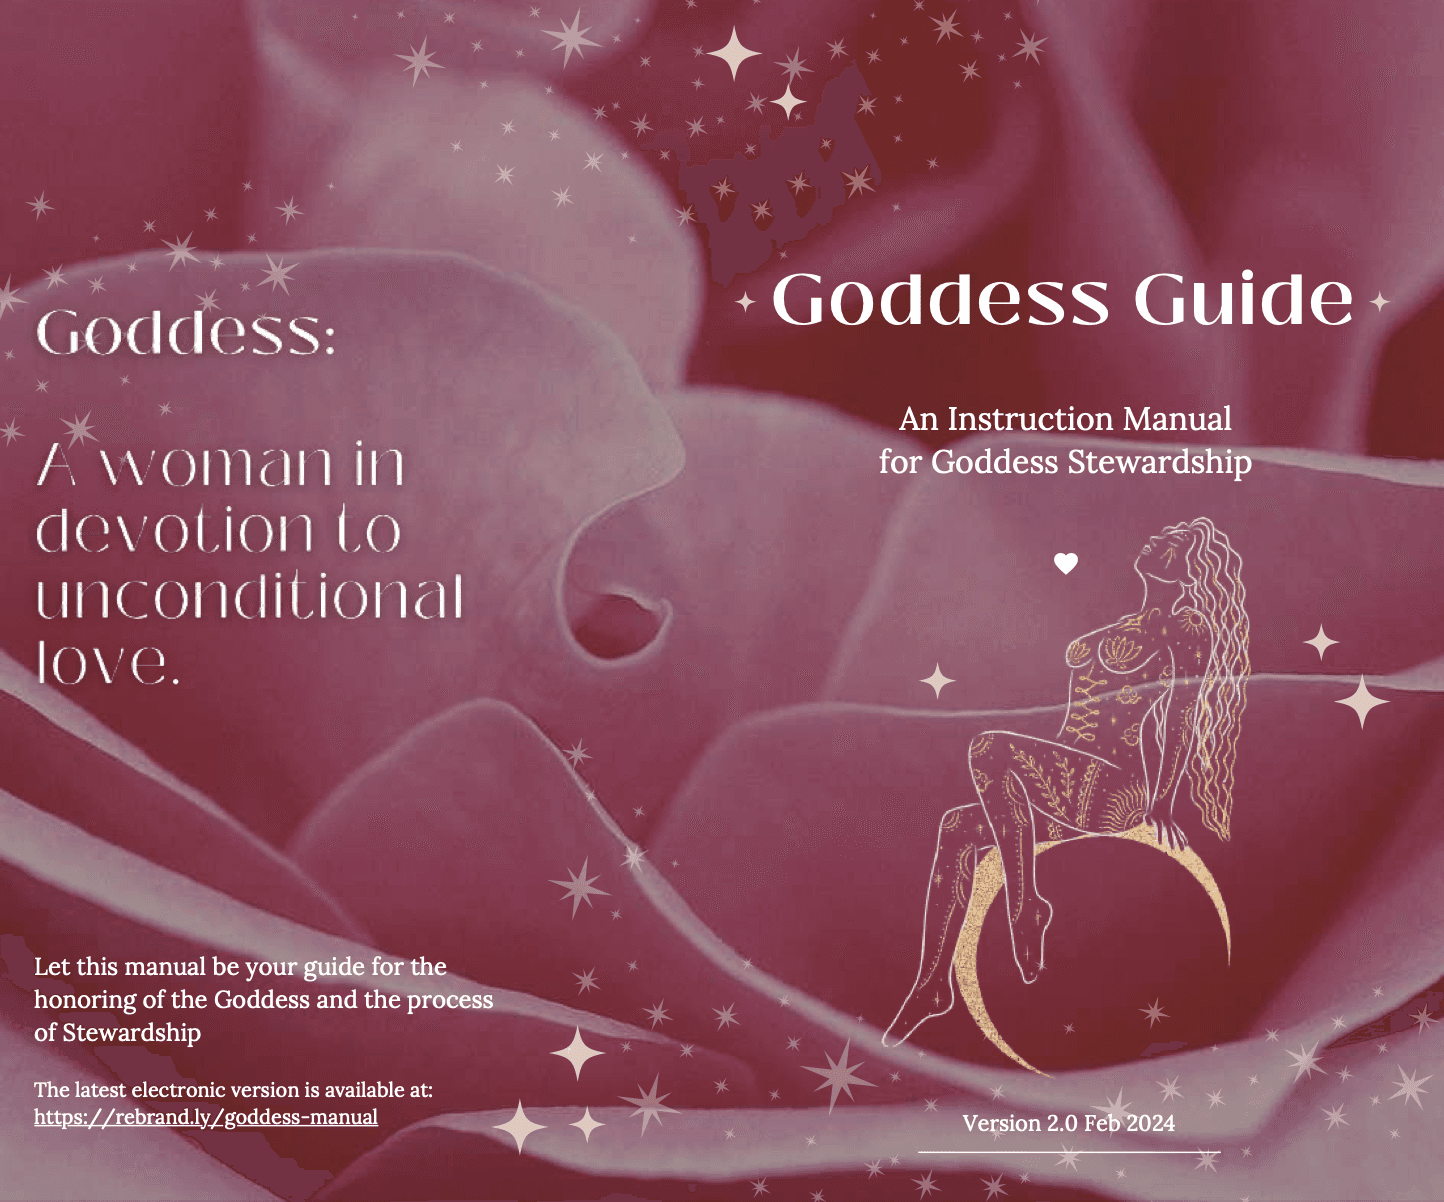 Goddess:
A woman in
devotion to
unconditional
love.
Let this manual be your guide for the
honoring of the Goddess and the process
of Stewardship
The latest electronic version is available at:
https://rebrand.ly/goddess-manual
Goddess Guide
An Instruction Manual
for Goddess Stewardship
Version 2.0 Feb 2024